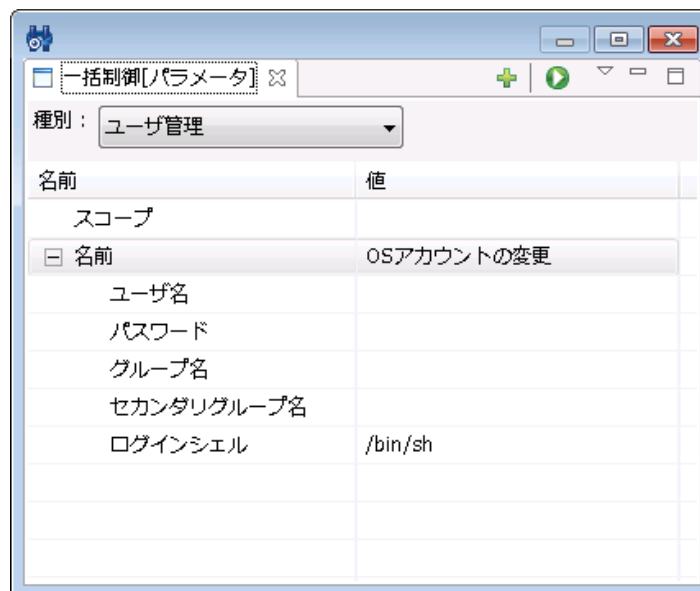 一括制御[パラメータ]
種別： ユーザ管理
名前 値
スコープ
名前 OSアカウントの変更
ユーザ名
パスワード
グループ名
セカンダリグループ名
ログインシェル /bin/sh